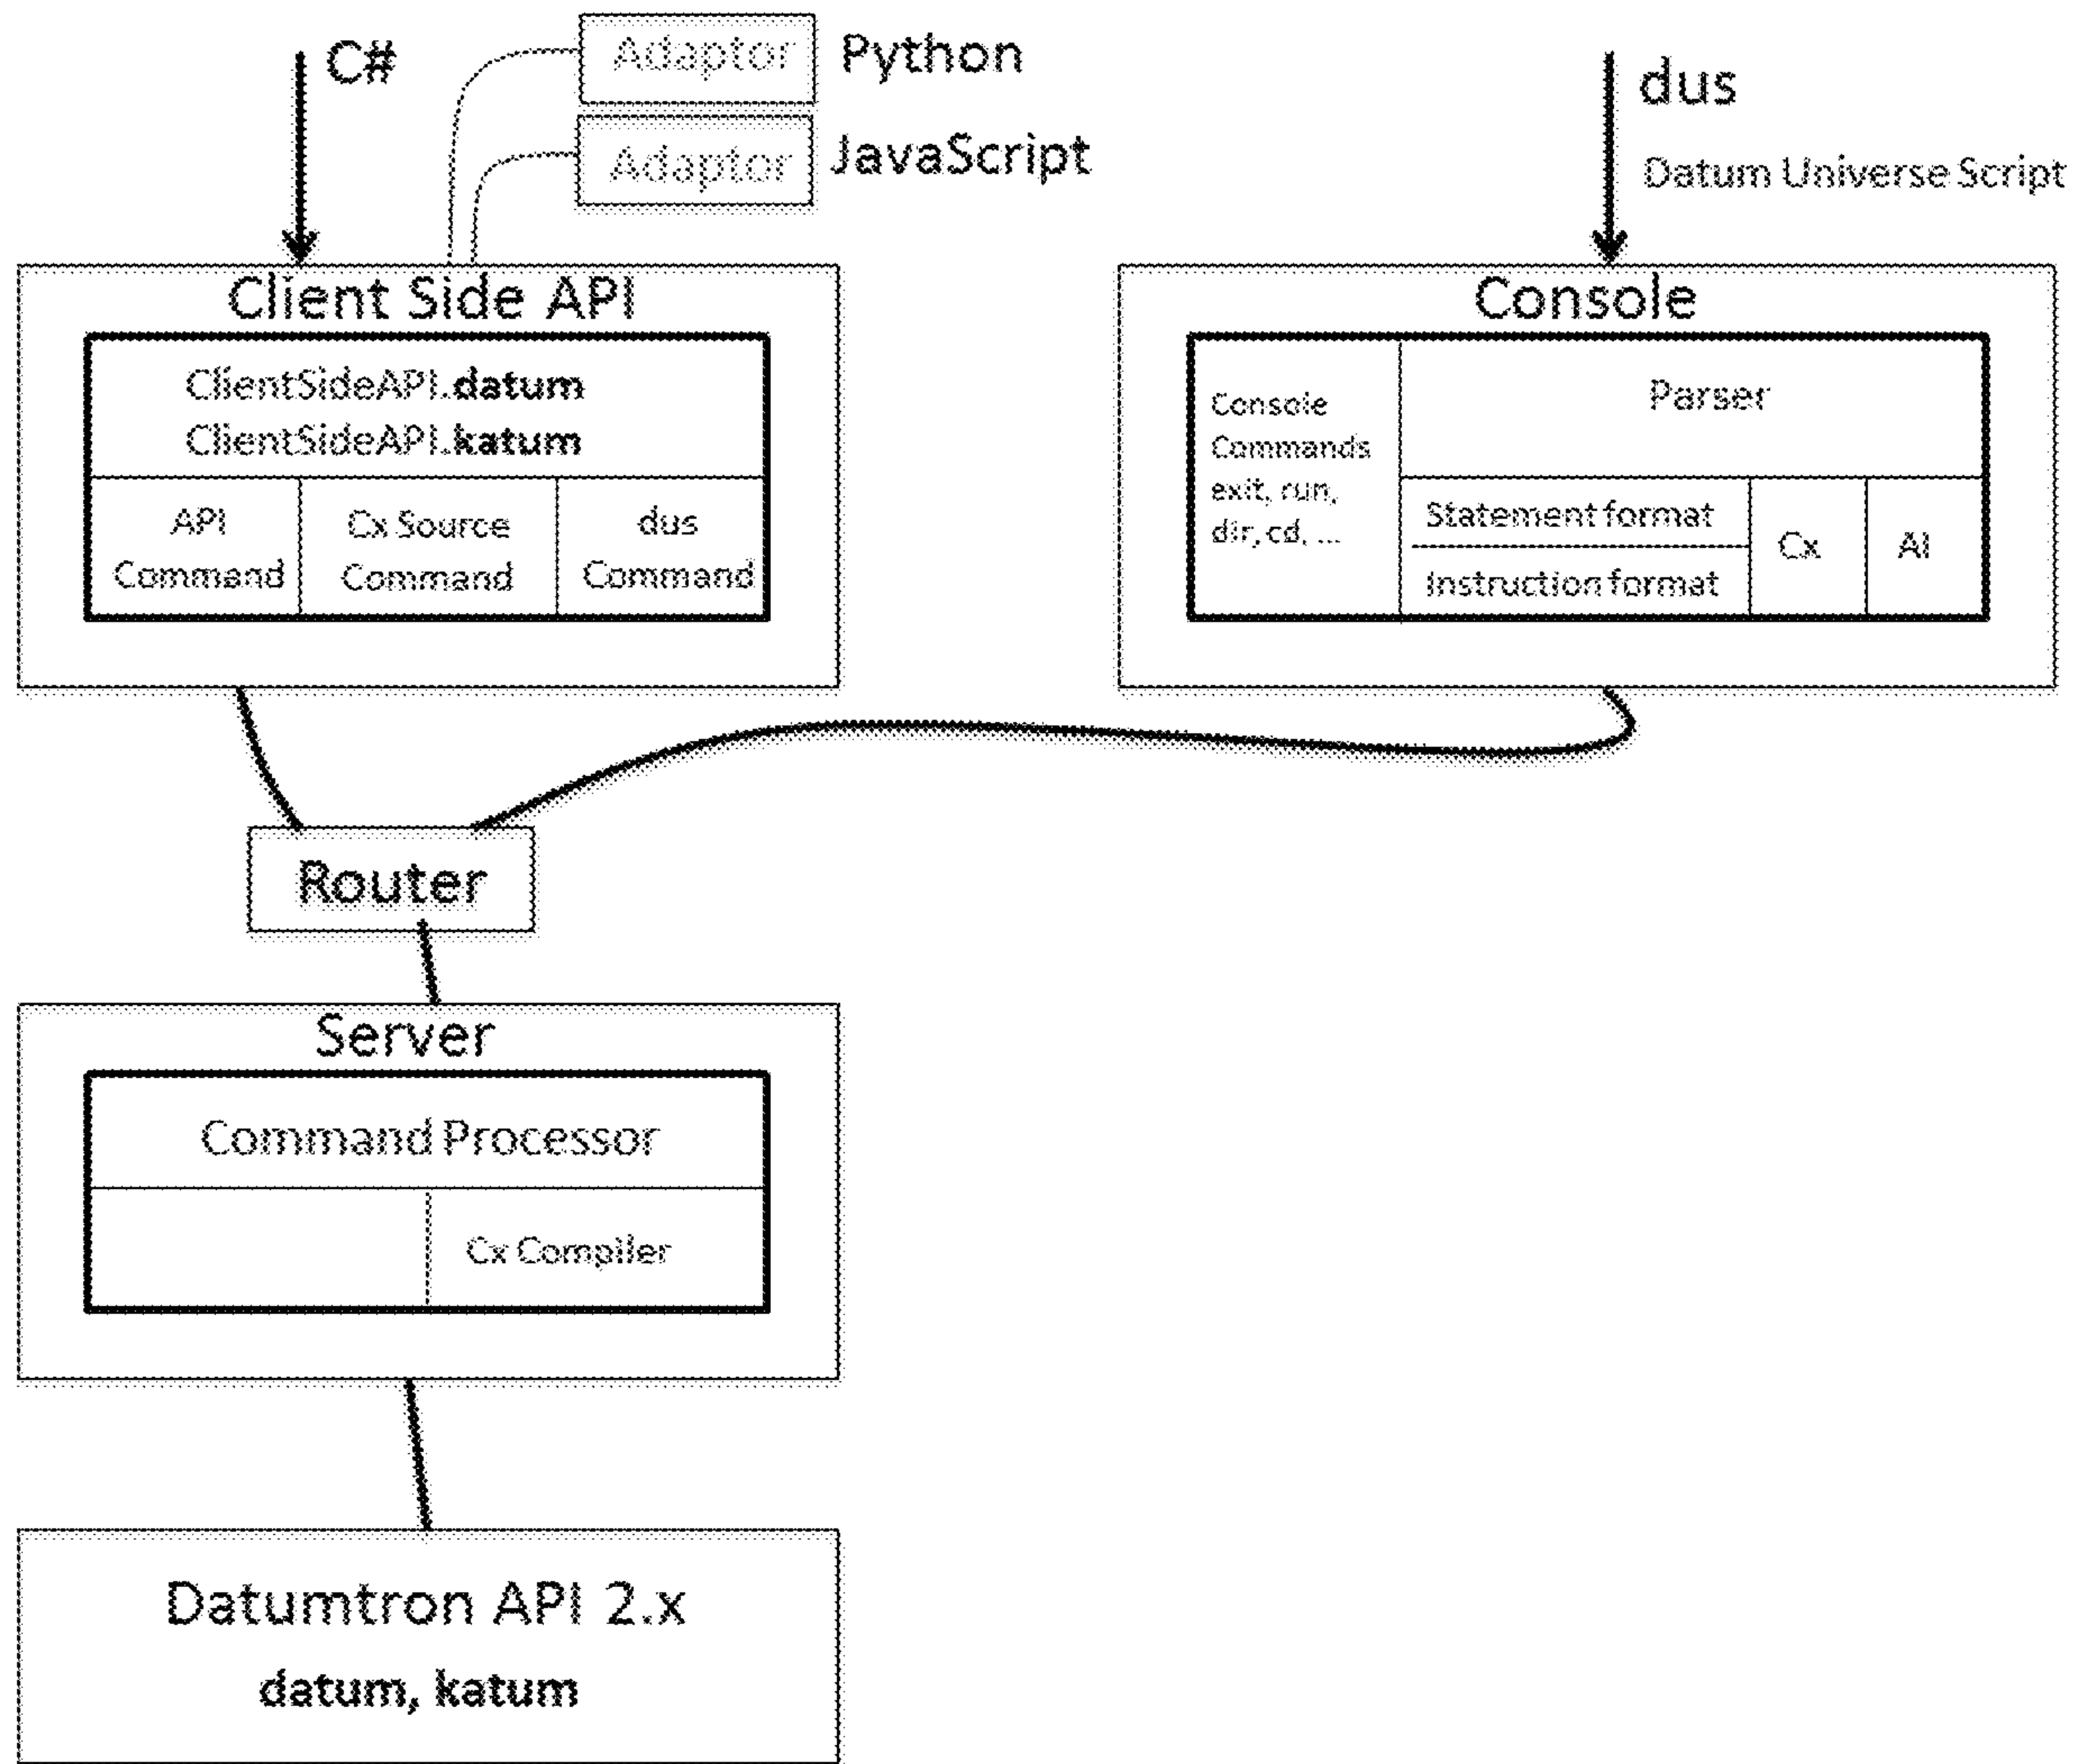 C#
Adaptor Python
Adaptor JavaScript
dus
Datum Universe Script
Client Side API
ClientSideAPI.datum
ClientSideAPI.katum
API
Command
Cx Source
Command
dus
Command
Console
Console
Commands
exit, run,
dir, cd, ...
Parser
Statement format
Instruction format
Cx
AI
Router
Server
Command Processor
Cx Compiler
Datumtron API 2.x
datum, katum